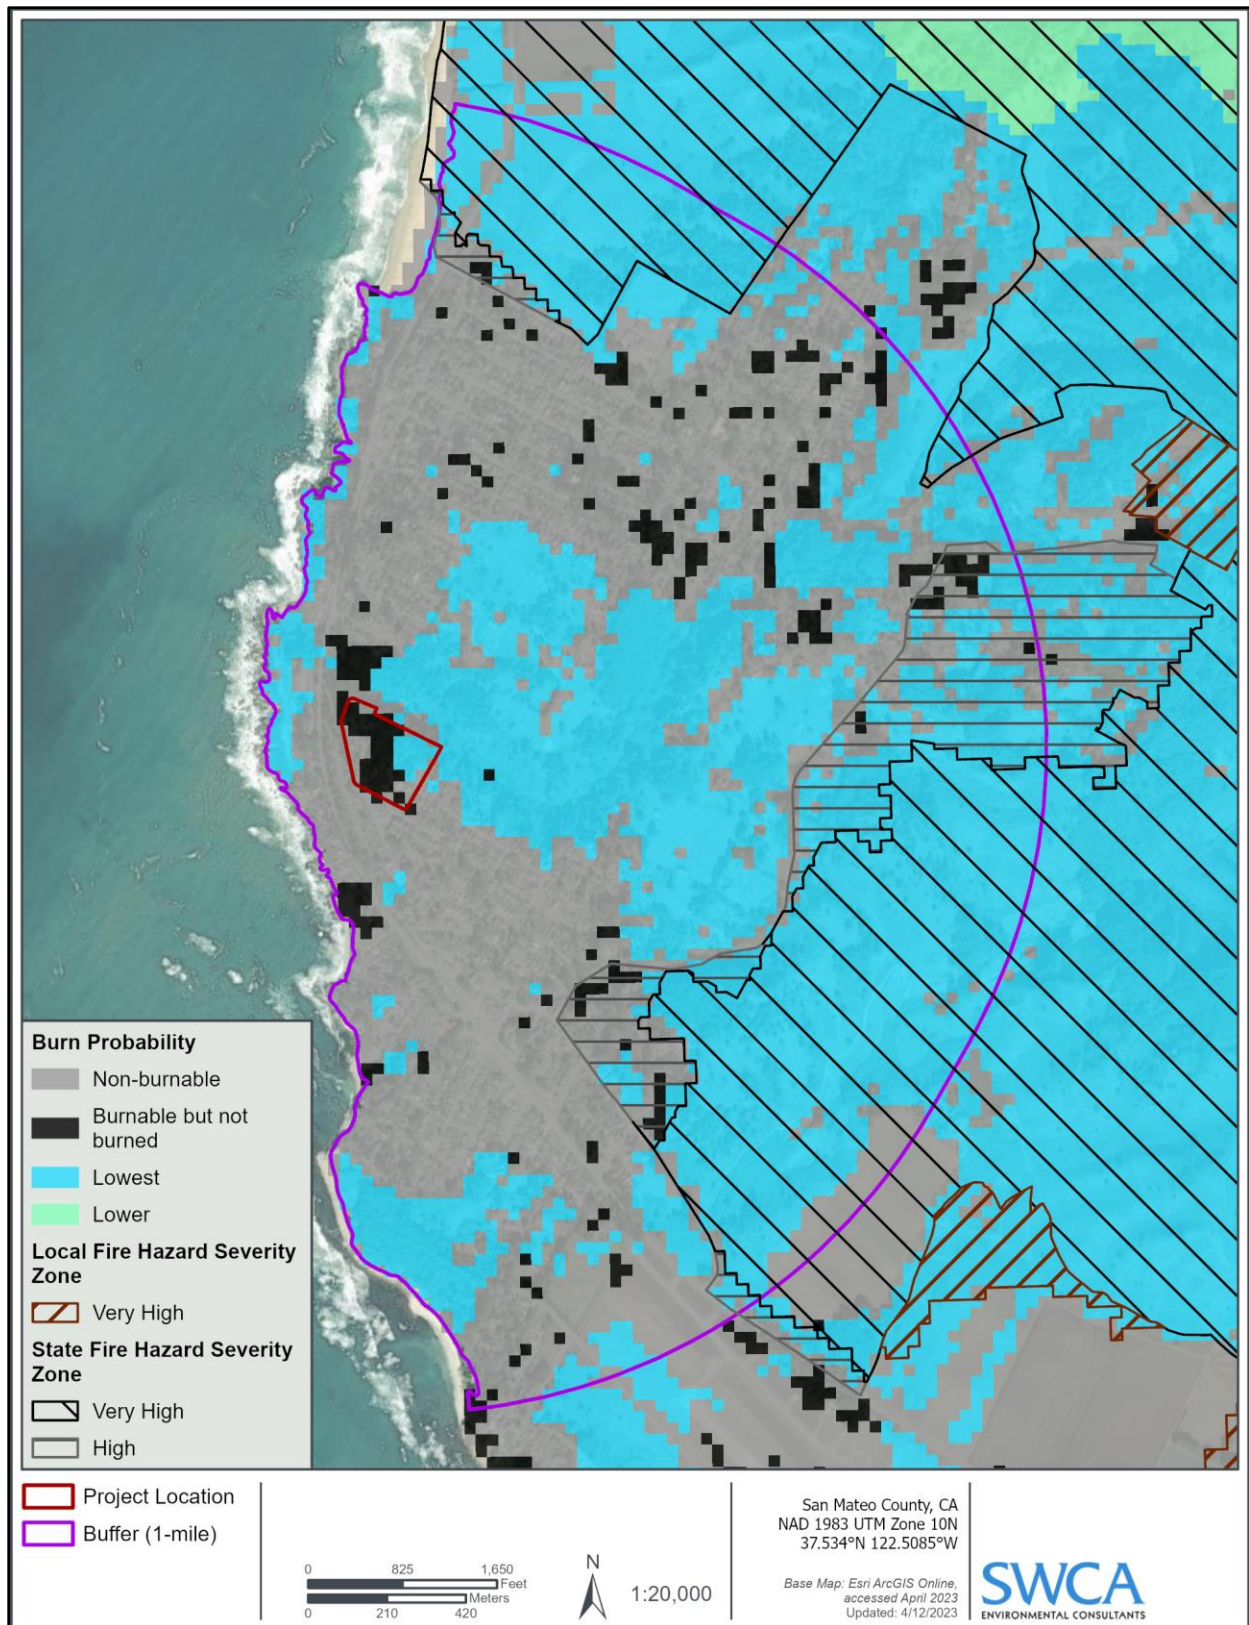 Burn Probability
Non-burnable
Burnable but not
burned
Lowest
Lower
Local Fire Hazard Severity
Zone
Very High
State Fire Hazard Severity
Zone
Very High
High
Project Location
Buffer (1-mile)
0 825 1,650
Feet
Meters
0 210 420
N
1:20,000
San Mateo County, CA
NAD 1983 UTM Zone 10N
37.534°N 122.5085°W
Base Map: Esri ArcGIS Online,
accessed April 2023
Updated: 4/12/2023
SWCA
ENVIRONMENTAL CONSULTANTS